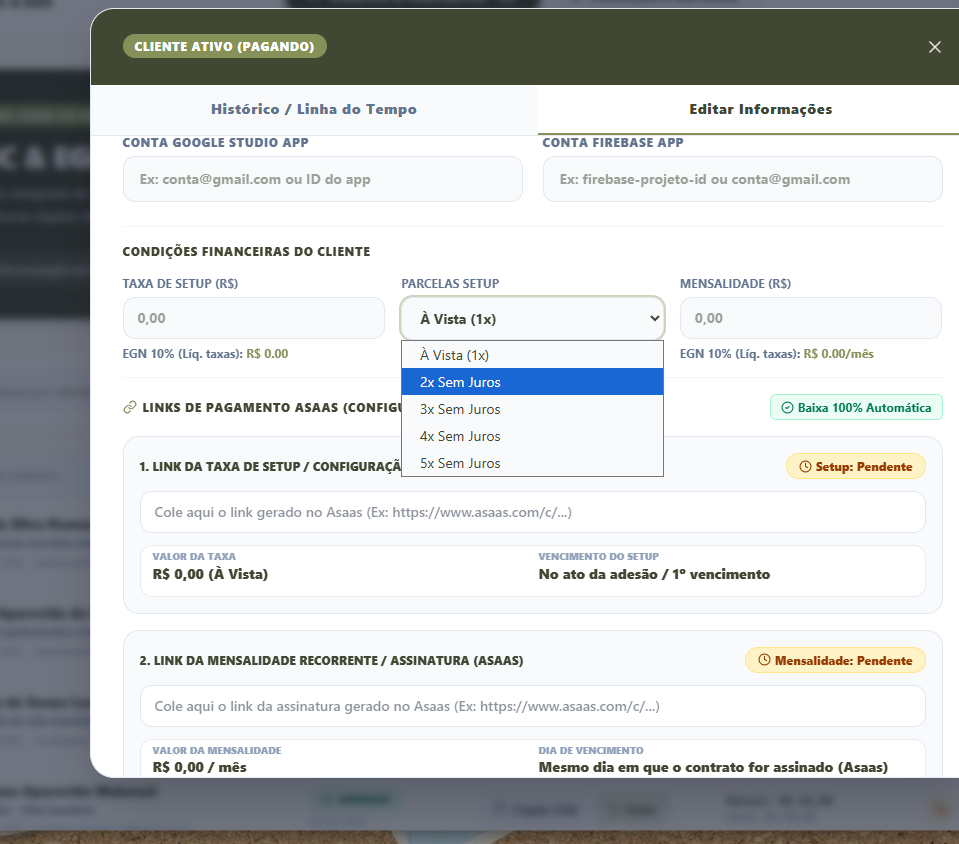 CLIENTE ATIVO (PAGANDO)
Histórico / Linha do Tempo
Editar Informações
CONTA GOOGLE STUDIO APP
CONTA FIREBASE APP
Ex: conta@gmail.com ou ID do app
Ex: firebase-projeto-id ou conta@gmail.com
CONDIÇÕES FINANCEIRAS DO CLIENTE
TAXA DE SETUP (R$)
PARCELAS SETUP
MENSALIDADE (R$)
0,00
À Vista (1x)
0,00
EGN 10% (Líq. taxas): R$ 0.00
EGN 10% (Líq. taxas): R$ 0.00/mês
À Vista (1x)
2x Sem Juros
3x Sem Juros
4x Sem Juros
5x Sem Juros
LINKS DE PAGAMENTO ASAAS (CONFIGU
Baixa 100% Automática
1. LINK DA TAXA DE SETUP / CONFIGURAÇÃ
Setup: Pendente
Cole aqui o link gerado no Asaas (Ex: https://www.asaas.com/c/...)
VALOR DA TAXA
VENCIMENTO DO SETUP
R$ 0,00 (À Vista)
No ato da adesão / 1º vencimento
2. LINK DA MENSALIDADE RECORRENTE / ASSINATURA (ASAAS)
Mensalidade: Pendente
Cole aqui o link da assinatura gerado no Asaas (Ex: https://www.asaas.com/c/...)
VALOR DA MENSALIDADE
DIA DE VENCIMENTO
R$ 0,00 / mês
Mesmo dia em que o contrato for assinado (Asaas)